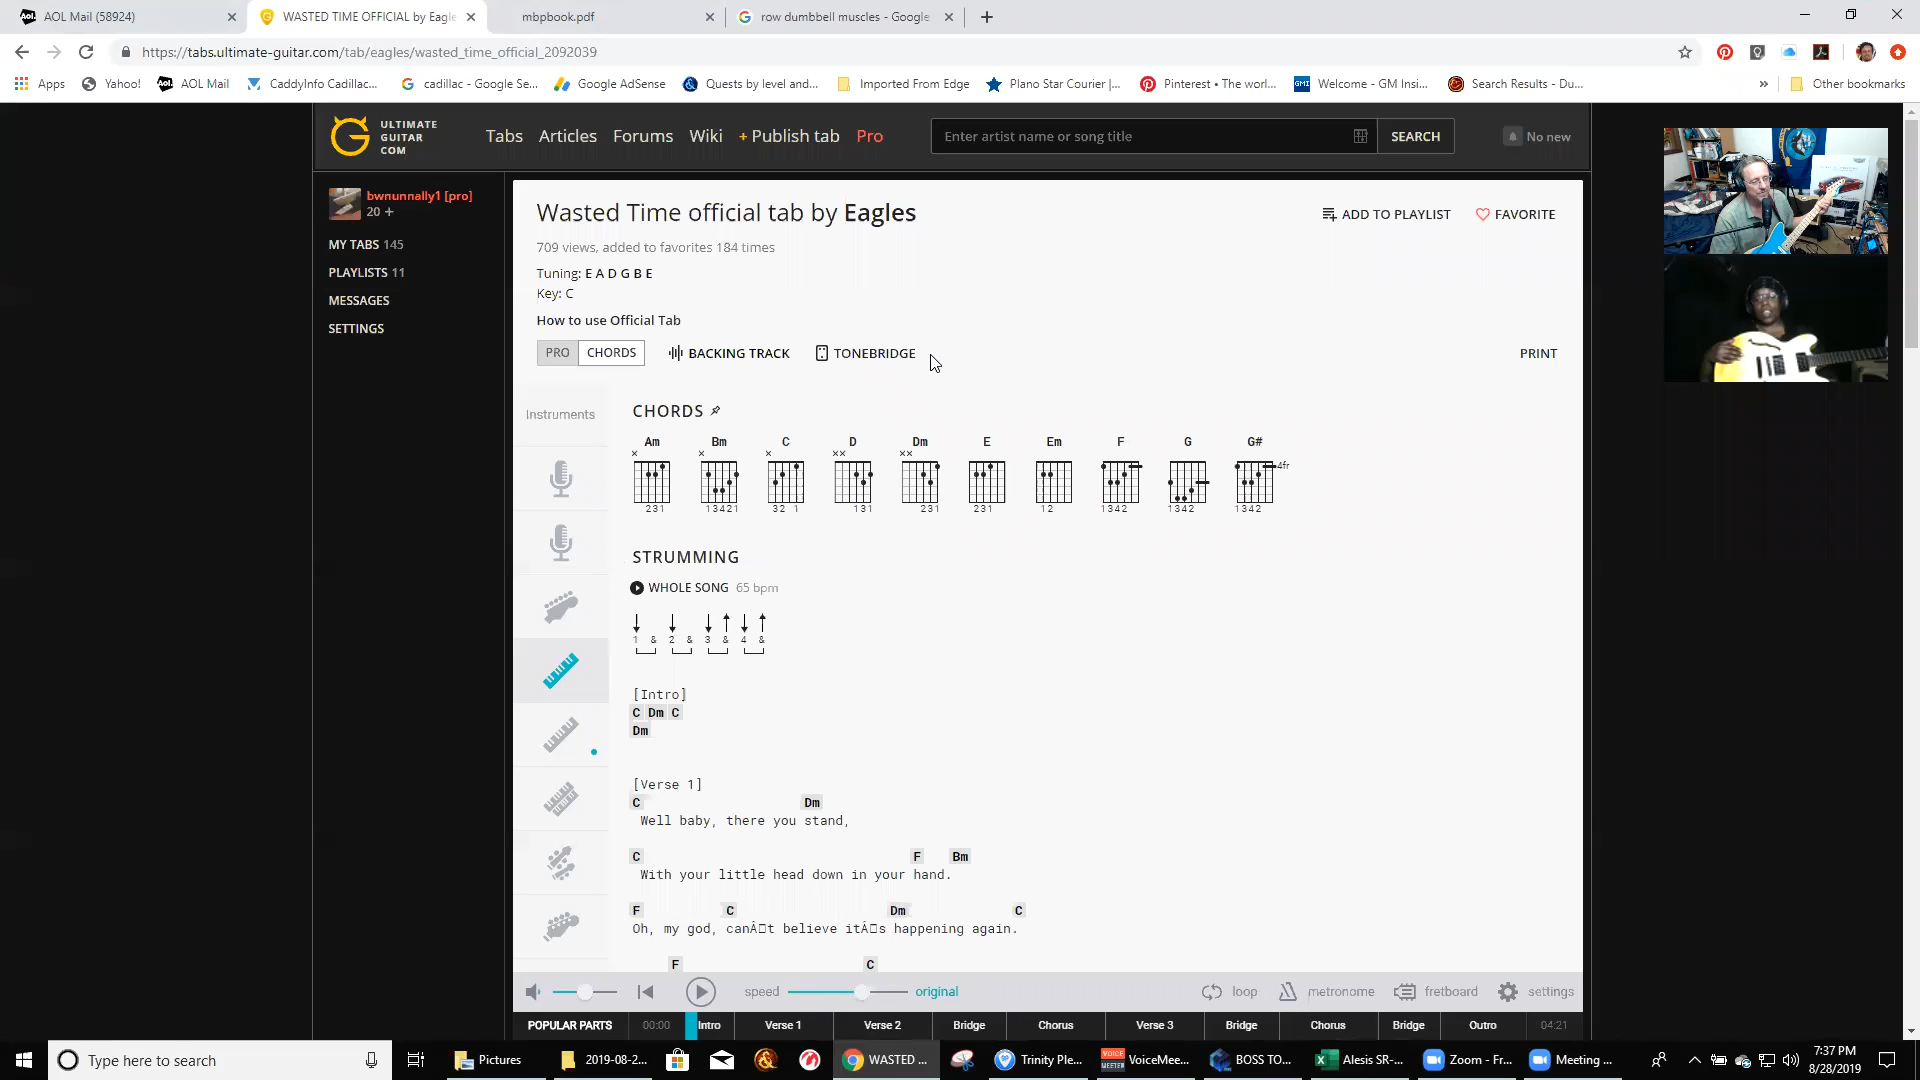 AOL Mail (58924)
WASTED TIME OFFICIAL by Eagle
mbpbook.pdf
row dumbbell muscles - Google
https://tabs.ultimate-guitar.com/tab/eagles/wasted_time_official_2092039
Apps
Yahoo!
AOL Mail
CaddyInfo Cadillac...
cadillac - Google Se...
Google AdSense
Quests by level and...
Imported From Edge
Plano Star Courier |...
Pinterest • The worl...
GMI
Welcome - GM Insi...
Search Results - Du...
»
Other bookmarks
ULTIMATE
GUITAR
COM
Tabs
Articles
Forums
Wiki
+ Publish tab
Pro
Enter artist name or song title
SEARCH
No new
bwnunnally1 [pro]
20 +
MY TABS 145
PLAYLISTS 11
MESSAGES
SETTINGS
Wasted Time official tab by Eagles
ADD TO PLAYLIST
FAVORITE
709 views, added to favorites 184 times
Tuning: E A D G B E
Key: C
How to use Official Tab
PRO CHORDS
BACKING TRACK
TONEBRIDGE
PRINT
Instruments
CHORDS
Am Bm C D Dm E Em F G G#
x x x xx xx
4fr
231 13421 32 1 131 231 231 12 1342 1342 1342
STRUMMING
WHOLE SONG 65 bpm
1 & 2 & 3 & 4 &
[Intro]
C Dm C
Dm
[Verse 1]
C Dm
Well baby, there you stand,
C F Bm
With your little head down in your hand.
F C Dm C
Oh, my god, canÂ□t believe itÂ□s happening again.
F C
speed
original
loop
metronome
fretboard
settings
POPULAR PARTS
00:00
Intro
Verse 1
Verse 2
Bridge
Chorus
Verse 3
Bridge
Chorus
Bridge
Outro
04:21
Type here to search
Pictures
2019-08-2...
WASTED ...
Trinity Ple...
VOICE
MEETER
VoiceMee...
BOSS TO...
Alesis SR-...
Zoom - Fr...
Meeting ...
7:37 PM
8/28/2019